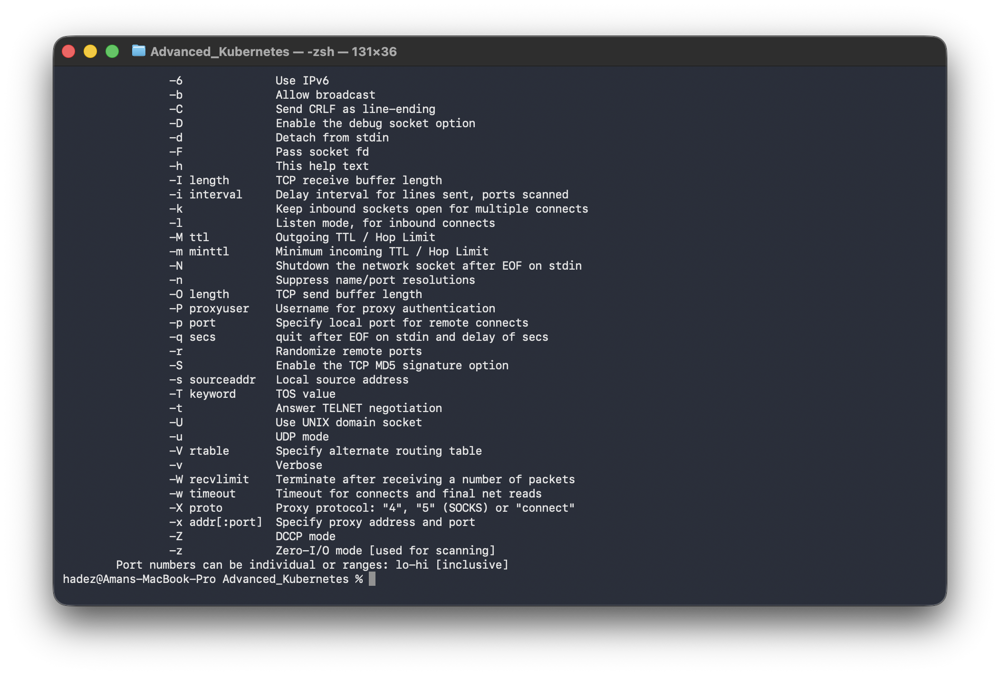 Advanced_Kubernetes — -zsh — 131×36
-6 Use IPv6
-b Allow broadcast
-C Send CRLF as line-ending
-D Enable the debug socket option
-d Detach from stdin
-F Pass socket fd
-h This help text
-I length TCP receive buffer length
-i interval Delay interval for lines sent, ports scanned
-k Keep inbound sockets open for multiple connects
-l Listen mode, for inbound connects
-M ttl Outgoing TTL / Hop Limit
-m minttl Minimum incoming TTL / Hop Limit
-N Shutdown the network socket after EOF on stdin
-n Suppress name/port resolutions
-O length TCP send buffer length
-P proxyuser Username for proxy authentication
-p port Specify local port for remote connects
-q secs quit after EOF on stdin and delay of secs
-r Randomize remote ports
-S Enable the TCP MD5 signature option
-s sourceaddr Local source address
-T keyword TOS value
-t Answer TELNET negotiation
-U Use UNIX domain socket
-u UDP mode
-V rtable Specify alternate routing table
-v Verbose
-W recvlimit Terminate after receiving a number of packets
-w timeout Timeout for connects and final net reads
-X proto Proxy protocol: "4", "5" (SOCKS) or "connect"
-x addr[:port] Specify proxy address and port
-Z DCCP mode
-z Zero-I/O mode [used for scanning]
Port numbers can be individual or ranges: lo-hi [inclusive]
hadez@Amans-MacBook-Pro Advanced_Kubernetes %